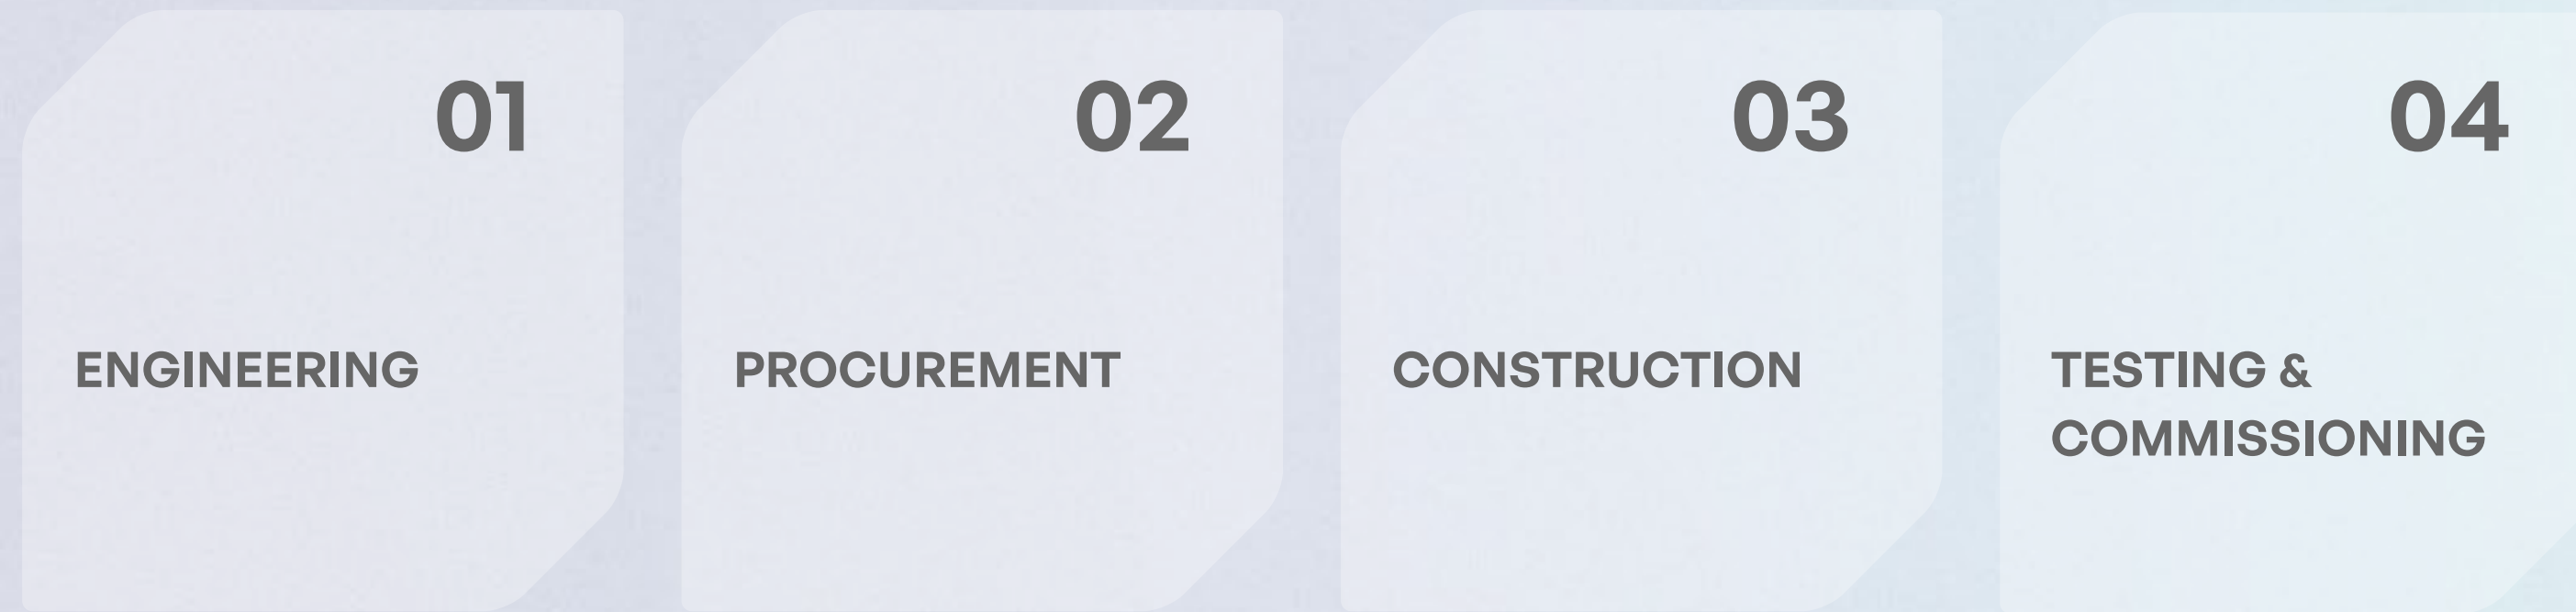 01
ENGINEERING
02
PROCUREMENT
03
CONSTRUCTION
04
TESTING &
COMMISSIONING